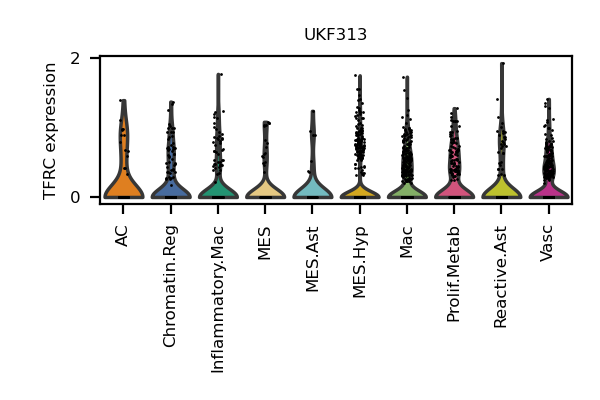 UKF313
TFRC expression
2
0
AC
Chromatin.Reg
Inflammatory.Mac
MES
MES.Ast
MES.Hyp
Mac
Prolif.Metab
Reactive.Ast
Vasc